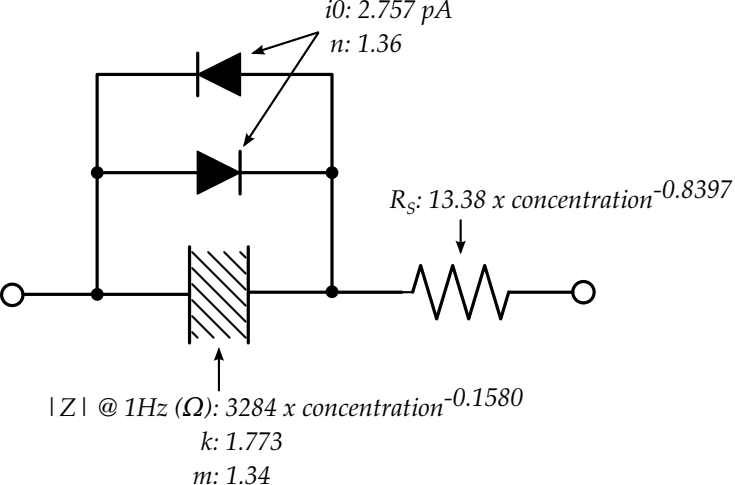 i0: 2.757 pA
n: 1.36
R_S: 13.38 x concentration^-0.8397
|Z| @ 1Hz (Ω): 3284 x concentration^-0.1580
k: 1.773
m: 1.34